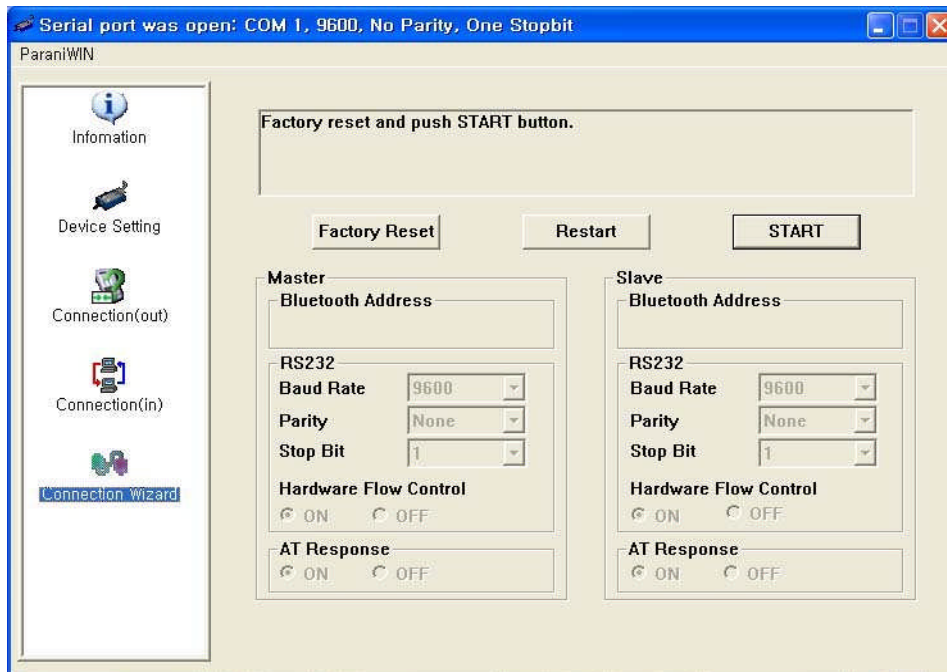 Serial port was open: COM 1, 9600, No Parity, One Stopbit
ParaniWIN
Infomation
Device Setting
Connection(out)
Connection(in)
Connection Wizard
Factory reset and push START button.
Factory Reset
Restart
START
Master
Bluetooth Address
RS232
Baud Rate
9600
Parity
None
Stop Bit
1
Hardware Flow Control
ON
OFF
AT Response
ON
OFF
Slave
Bluetooth Address
RS232
Baud Rate
9600
Parity
None
Stop Bit
1
Hardware Flow Control
ON
OFF
AT Response
ON
OFF